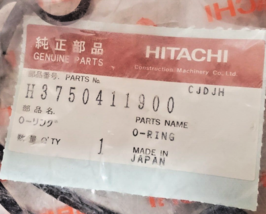 純正部品 HITACHI
GENUINE PARTS Construction Machinery Co., Ltd.
部品番号. PARTS No. CJDJH
H3750411900
部品名 PARTS NAME
O-リング O-RING
数量 Q'TY 1 MADE IN
JAPAN